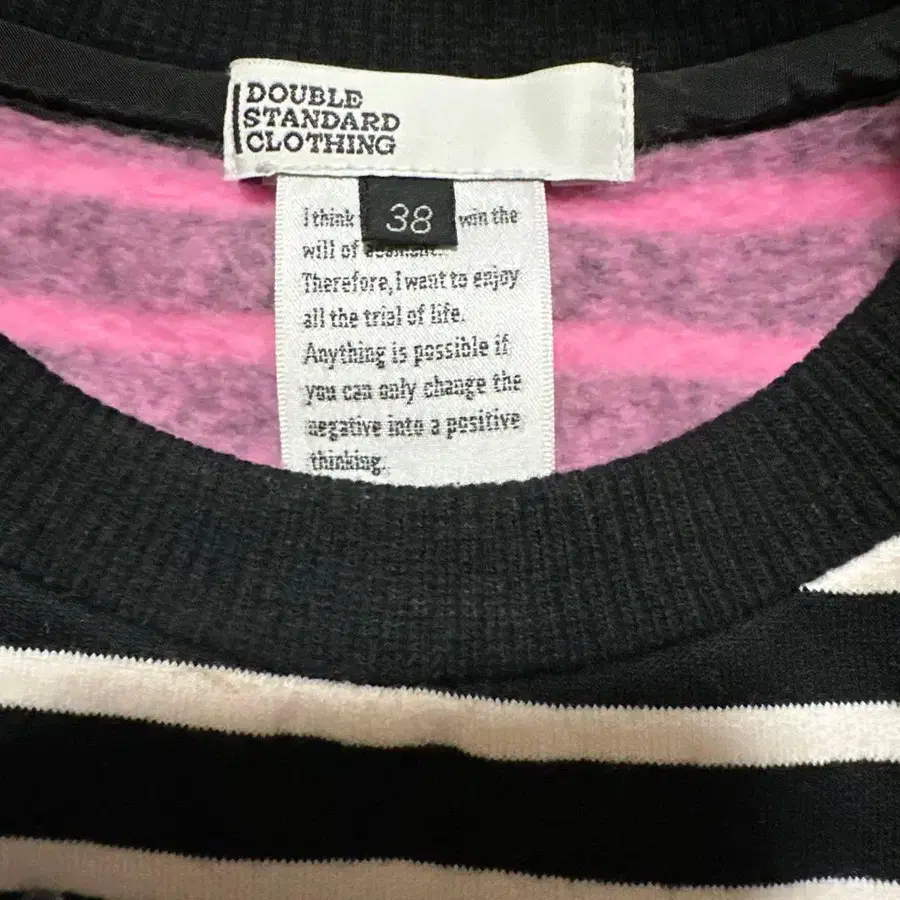 DOUBLE
STANDARD
CLOTHING
38
I think win the
will of
Therefore, I want to enjoy
all the trial of life.
Anything is possible if
you can only change the
negative into a positive
thinking.